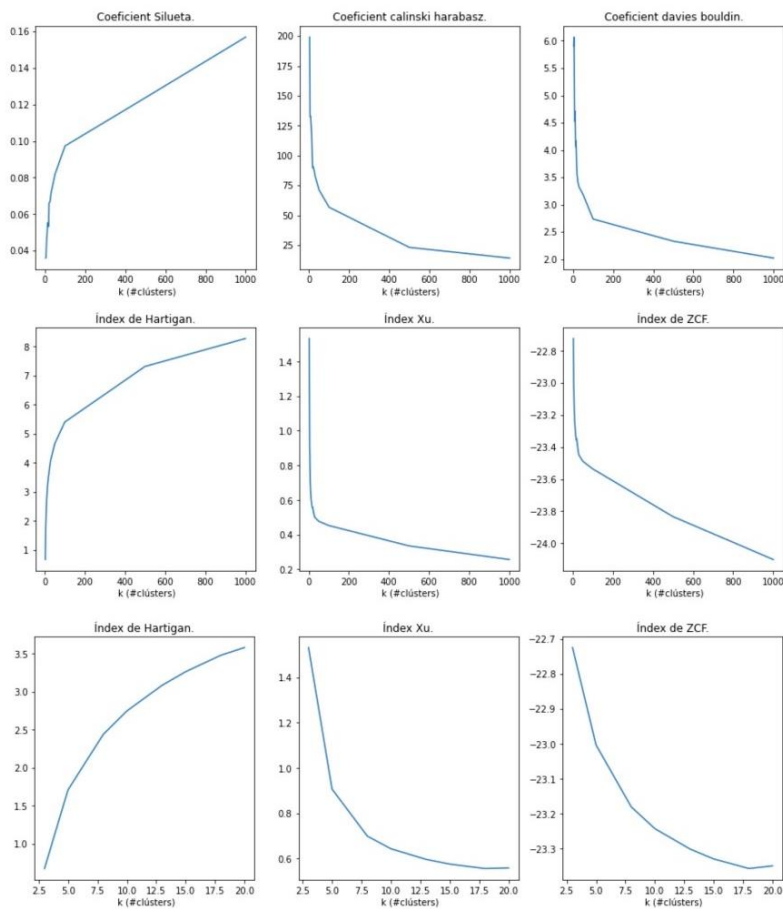 Coeficient Silueta.
0.16
0.14
0.12
0.10
0.08
0.06
0.04
0 200 400 600 800 1000
k (#clústers)
Coeficient calinski harabasz.
200
175
150
125
100
75
50
25
0 200 400 600 800 1000
k (#clústers)
Coeficient davies bouldin.
6.0
5.5
5.0
4.5
4.0
3.5
3.0
2.5
2.0
0 200 400 600 800 1000
k (#clústers)
Índex de Hartigan.
8
7
6
5
4
3
2
1
0 200 400 600 800 1000
k (#clústers)
Índex Xu.
1.4
1.2
1.0
0.8
0.6
0.4
0.2
0 200 400 600 800 1000
k (#clústers)
Índex de ZCF.
−22.8
−23.0
−23.2
−23.4
−23.6
−23.8
−24.0
0 200 400 600 800 1000
k (#clústers)
Índex de Hartigan.
3.5
3.0
2.5
2.0
1.5
1.0
2.5 5.0 7.5 10.0 12.5 15.0 17.5 20.0
k (#clústers)
Índex Xu.
1.4
1.2
1.0
0.8
0.6
2.5 5.0 7.5 10.0 12.5 15.0 17.5 20.0
k (#clústers)
Índex de ZCF.
−22.7
−22.8
−22.9
−23.0
−23.1
−23.2
−23.3
2.5 5.0 7.5 10.0 12.5 15.0 17.5 20.0
k (#clústers)